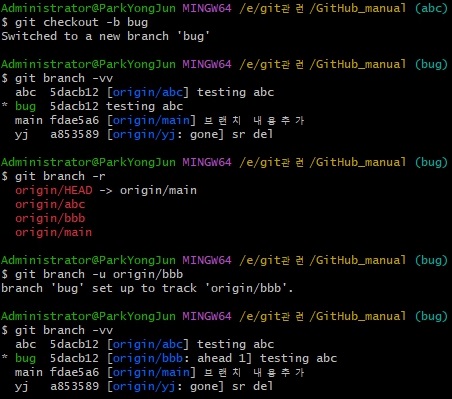 Administrator@ParkYongJun MINGW64 /e/git관련/GitHub_manual (abc)
$ git checkout -b bug
Switched to a new branch 'bug'
Administrator@ParkYongJun MINGW64 /e/git관련/GitHub_manual (bug)
$ git branch -vv
abc 5dacb12 [origin/abc] testing abc
* bug 5dacb12 testing abc
main fdae5a6 [origin/main] 브랜치 내용추가
yj a853589 [origin/yj: gone] sr del
Administrator@ParkYongJun MINGW64 /e/git관련/GitHub_manual (bug)
$ git branch -r
origin/HEAD -> origin/main
origin/abc
origin/bbb
origin/main
Administrator@ParkYongJun MINGW64 /e/git관련/GitHub_manual (bug)
$ git branch -u origin/bbb
branch 'bug' set up to track 'origin/bbb'.
Administrator@ParkYongJun MINGW64 /e/git관련/GitHub_manual (bug)
$ git branch -vv
abc 5dacb12 [origin/abc] testing abc
* bug 5dacb12 [origin/bbb: ahead 1] testing abc
main fdae5a6 [origin/main] 브랜치 내용추가
yj a853589 [origin/yj: gone] sr del